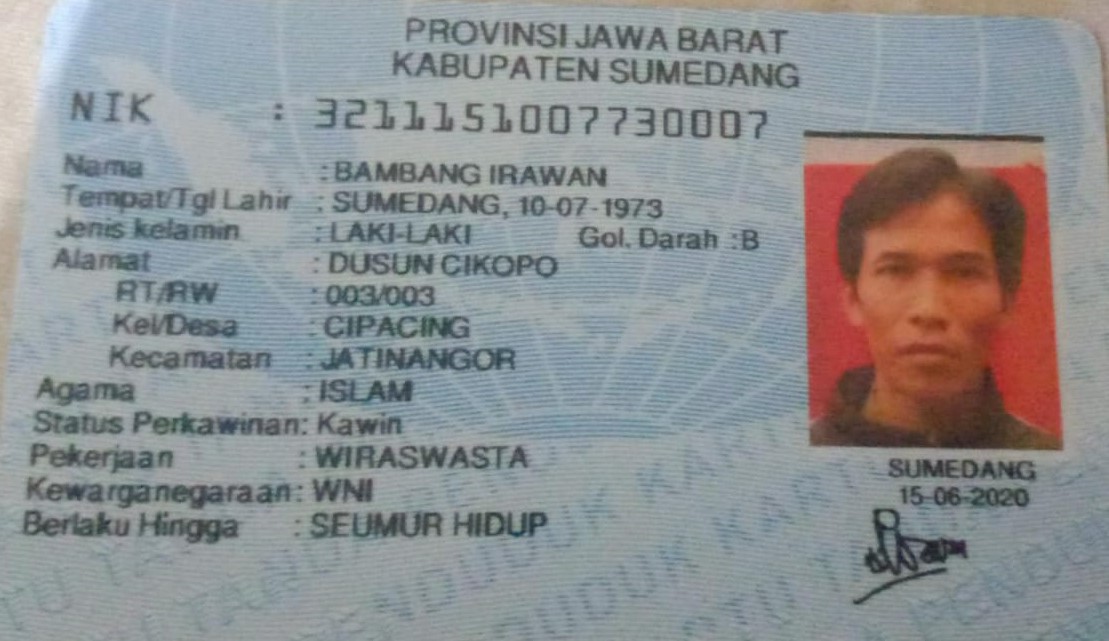 PROVINSI JAWA BARAT
KABUPATEN SUMEDANG
NIK : 3211151007730007
Nama : BAMBANG IRAWAN
Tempat/Tgl Lahir : SUMEDANG, 10-07-1973
Jenis kelamin : LAKI-LAKI Gol. Darah : B
Alamat : DUSUN CIKOPO
RT/RW : 003/003
Kel/Desa : CIPACING
Kecamatan : JATINANGOR
Agama : ISLAM
Status Perkawinan: Kawin
Pekerjaan : WIRASWASTA
Kewarganegaraan: WNI
Berlaku Hingga : SEUMUR HIDUP
SUMEDANG
15-06-2020